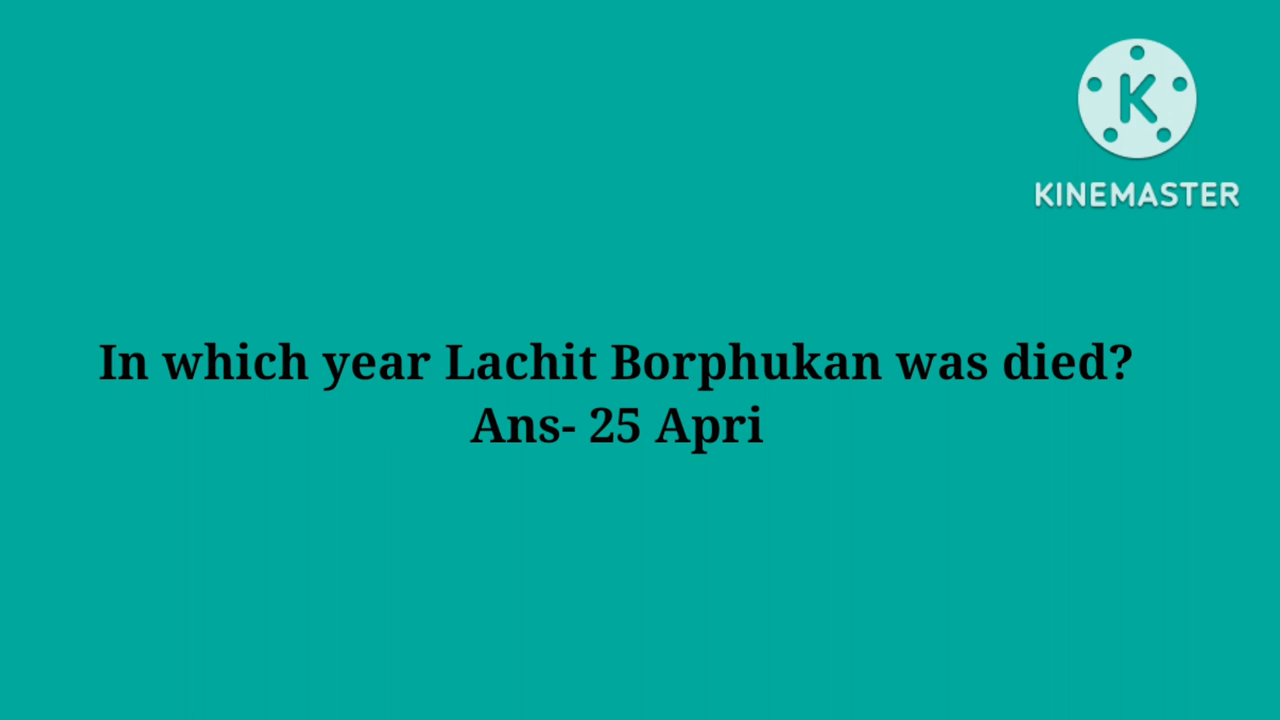 K
KINEMASTER
In which year Lachit Borphukan was died?
Ans- 25 Apri